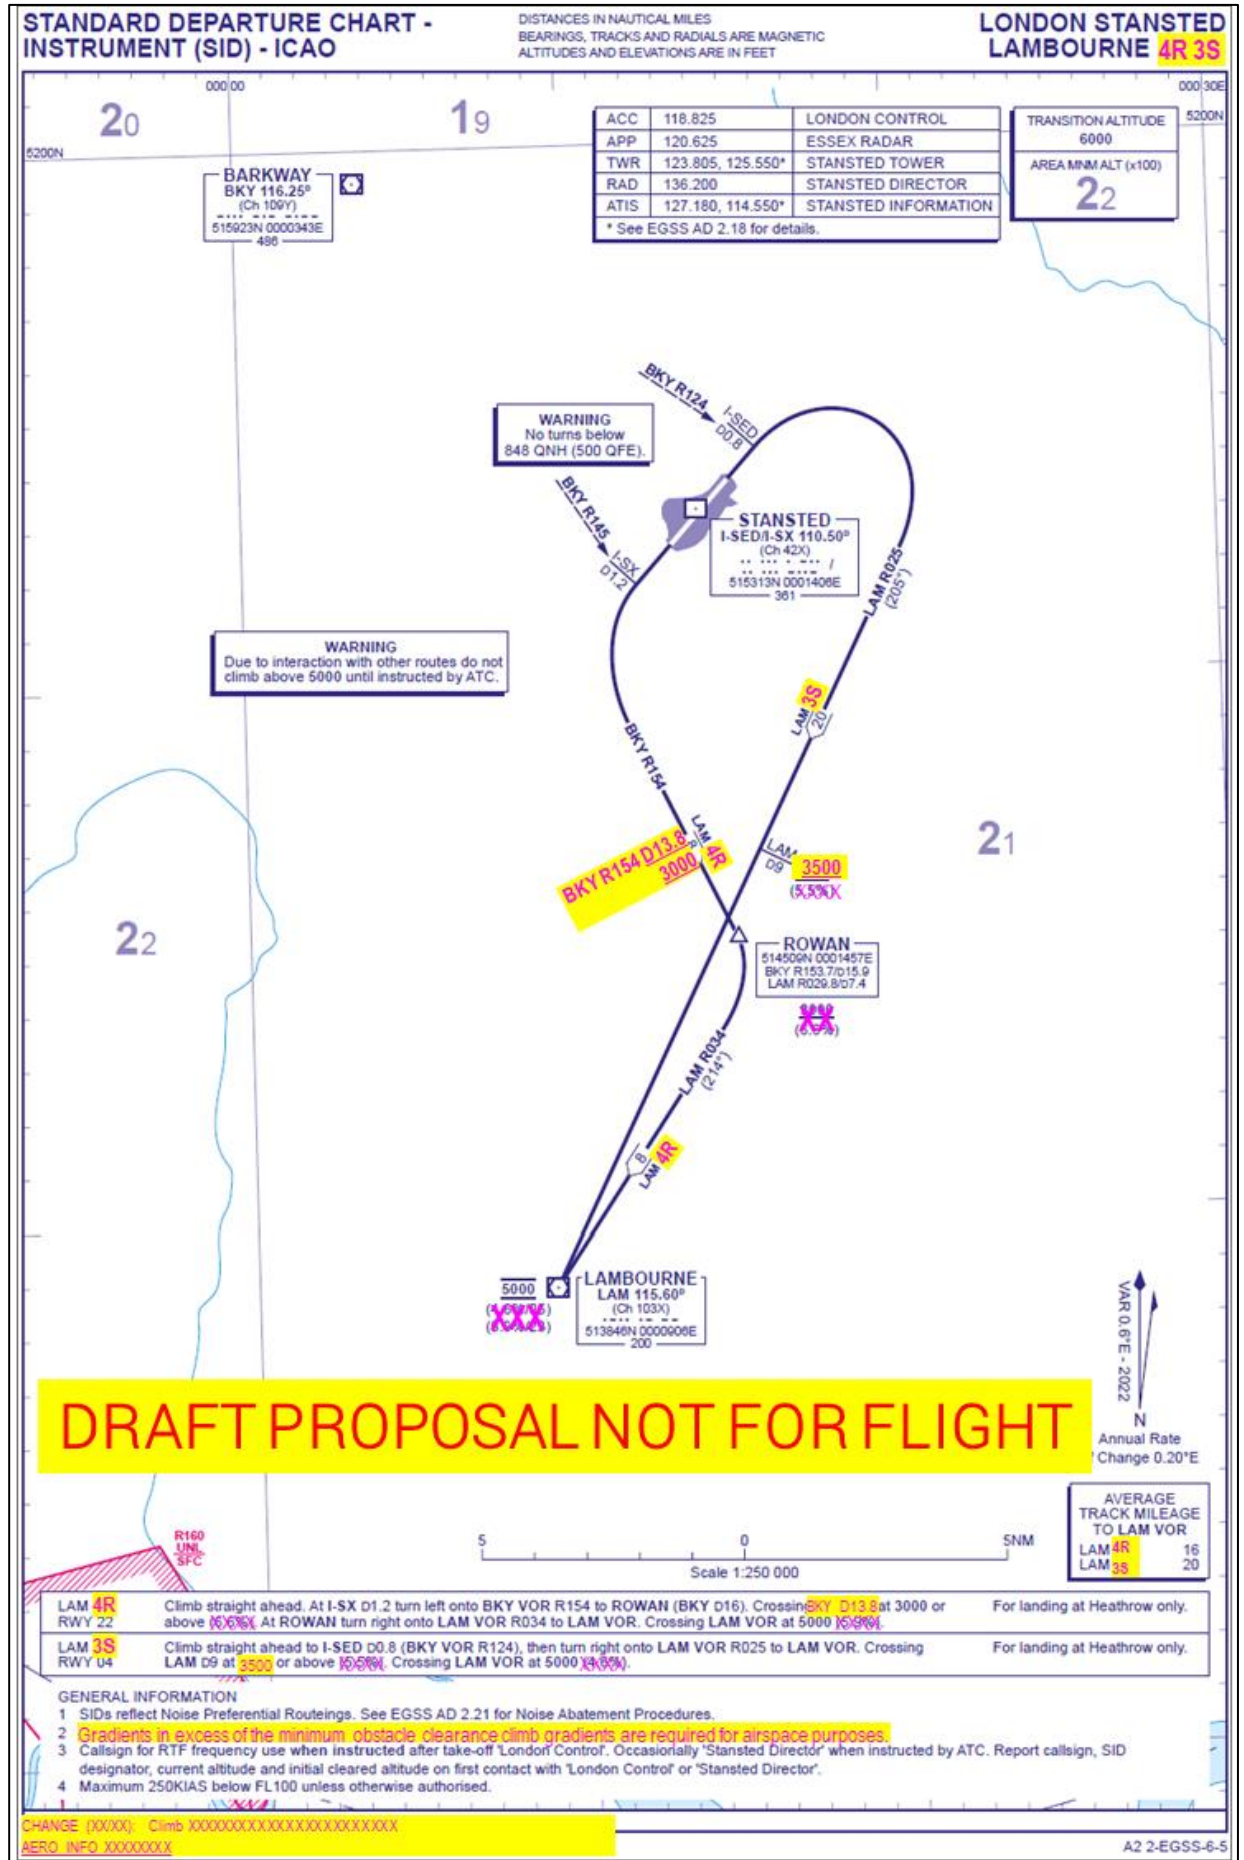 STANDARD DEPARTURE CHART -
INSTRUMENT (SID) - ICAO
DISTANCES IN NAUTICAL MILES
BEARINGS, TRACKS AND RADIALS ARE MAGNETIC
ALTITUDES AND ELEVATIONS ARE IN FEET
LONDON STANSTED
LAMBOURNE 4R 3S
000 00
000 30E
20
19
5200N
5200N
ACC 118.825 LONDON CONTROL
APP 120.625 ESSEX RADAR
TWR 123.805, 125.550* STANSTED TOWER
RAD 136.200 STANSTED DIRECTOR
ATIS 127.180, 114.550* STANSTED INFORMATION
* See EGSS AD 2.18 for details.
TRANSITION ALTITUDE
6000
AREA MNM ALT (x100)
22
BARKWAY
BKY 116.25º
(Ch 109Y)
515923N 0000343E
486
BKY R124
I-SED
D0.8
WARNING
No turns below
848 QNH (500 QFE).
BKY R145
I-SX
D1.2
STANSTED
I-SED/I-SX 110.50º
(Ch 42X)
515313N 0001406E
361
LAM R025
(205°)
WARNING
Due to interaction with other routes do not
climb above 5000 until instructed by ATC.
LAM 3S
20
BKY R154
LAM 4R
BKY R154 D13.8
3000
LAM
D9
3500
21
22
ROWAN
514509N 0001457E
BKY R153.7/D15.9
LAM R029.8/D7.4
LAM R034
(214°)
8
LAM 4R
5000
LAMBOURNE
LAM 115.60º
(Ch 103X)
513846N 0000906E
200
VAR 0.6°E - 2022
N
Annual Rate
Change 0.20°E
DRAFT PROPOSAL NOT FOR FLIGHT
AVERAGE
TRACK MILEAGE
TO LAM VOR
LAM 4R 16
LAM 3S 20
5 0 5NM
Scale 1:250 000
R160
UNL
SFC
LAM 4R Climb straight ahead. At I-SX D1.2 turn left onto BKY VOR R154 to ROWAN (BKY D16). Crossing BKY D13.8 at 3000 or For landing at Heathrow only.
RWY 22 above At ROWAN turn right onto LAM VOR R034 to LAM VOR. Crossing LAM VOR at 5000
LAM 3S Climb straight ahead to I-SED D0.8 (BKY VOR R124), then turn right onto LAM VOR R025 to LAM VOR. Crossing For landing at Heathrow only.
RWY 04 LAM D9 at 3500 or above . Crossing LAM VOR at 5000 .
GENERAL INFORMATION
1 SIDs reflect Noise Preferential Routeings. See EGSS AD 2.21 for Noise Abatement Procedures.
2 Gradients in excess of the minimum obstacle clearance climb gradients are required for airspace purposes.
3 Callsign for RTF frequency use when instructed after take-off 'London Control'. Occasionally 'Stansted Director' when instructed by ATC. Report callsign, SID
designator, current altitude and initial cleared altitude on first contact with 'London Control' or 'Stansted Director'.
4 Maximum 250KIAS below FL100 unless otherwise authorised.
CHANGE (XX/XX): Climb XXXXXXXXXXXXXXXXXXXXXXX
AERO INFO XXXXXXXX
A2 2-EGSS-6-5